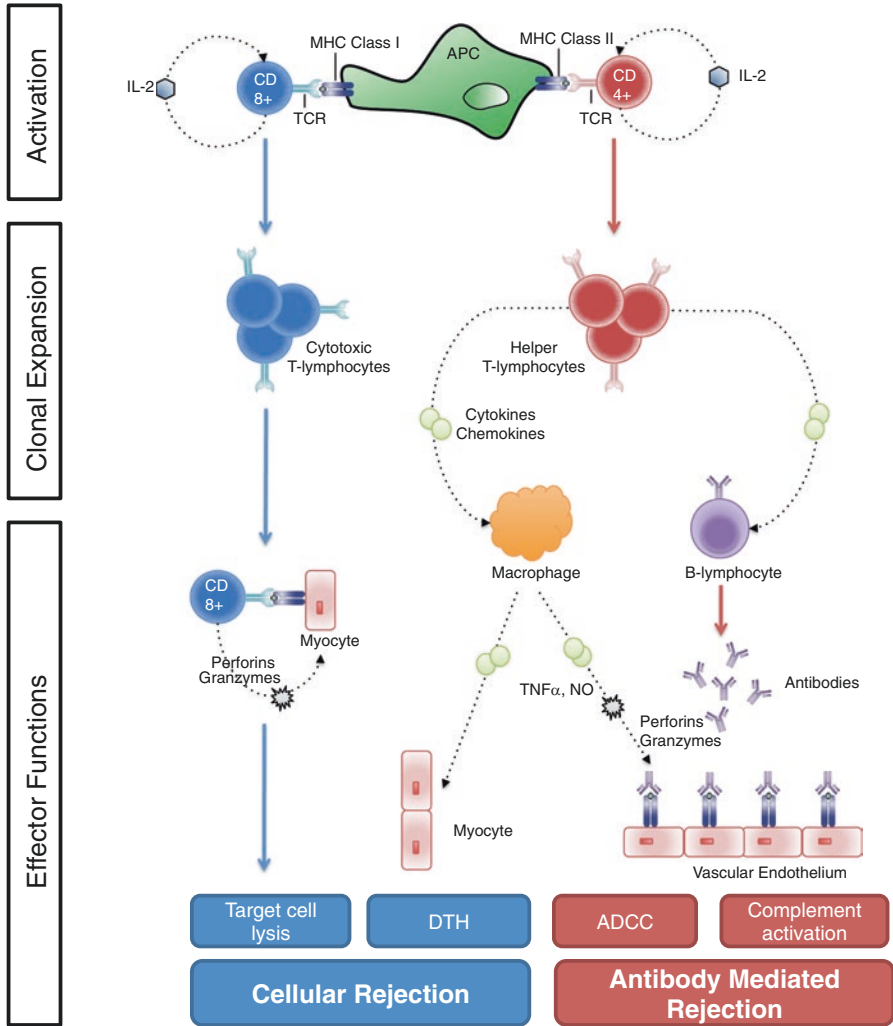 Activation
MHC Class I
APC
MHC Class II
IL-2
CD
8+
TCR
CD
4+
TCR
IL-2
Clonal Expansion
Cytotoxic
T-lymphocytes
Helper
T-lymphocytes
Cytokines
Chemokines
Effector Functions
Macrophage
B-lymphocyte
CD
8+
Myocyte
Perforins
Granzymes
TNFα, NO
Antibodies
Perforins
Granzymes
Myocyte
Vascular Endothelium
Target cell
lysis
DTH
ADCC
Complement
activation
Cellular Rejection
Antibody Mediated
Rejection